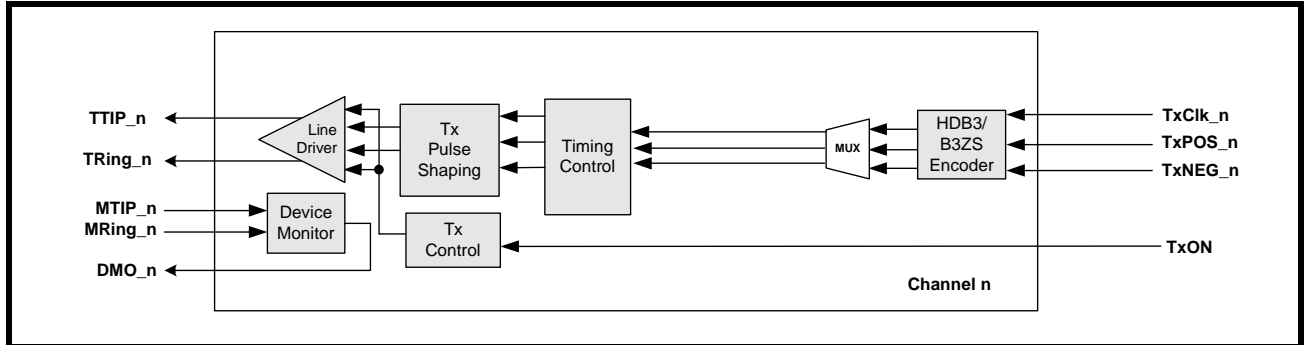 TTIP_n
TRing_n
MTIP_n
MRing_n
DMO_n
Line
Driver
Device
Monitor
Tx
Pulse
Shaping
Tx
Control
Timing
Control
MUX
HDB3/
B3ZS
Encoder
TxClk_n
TxPOS_n
TxNEG_n
TxON
Channel n